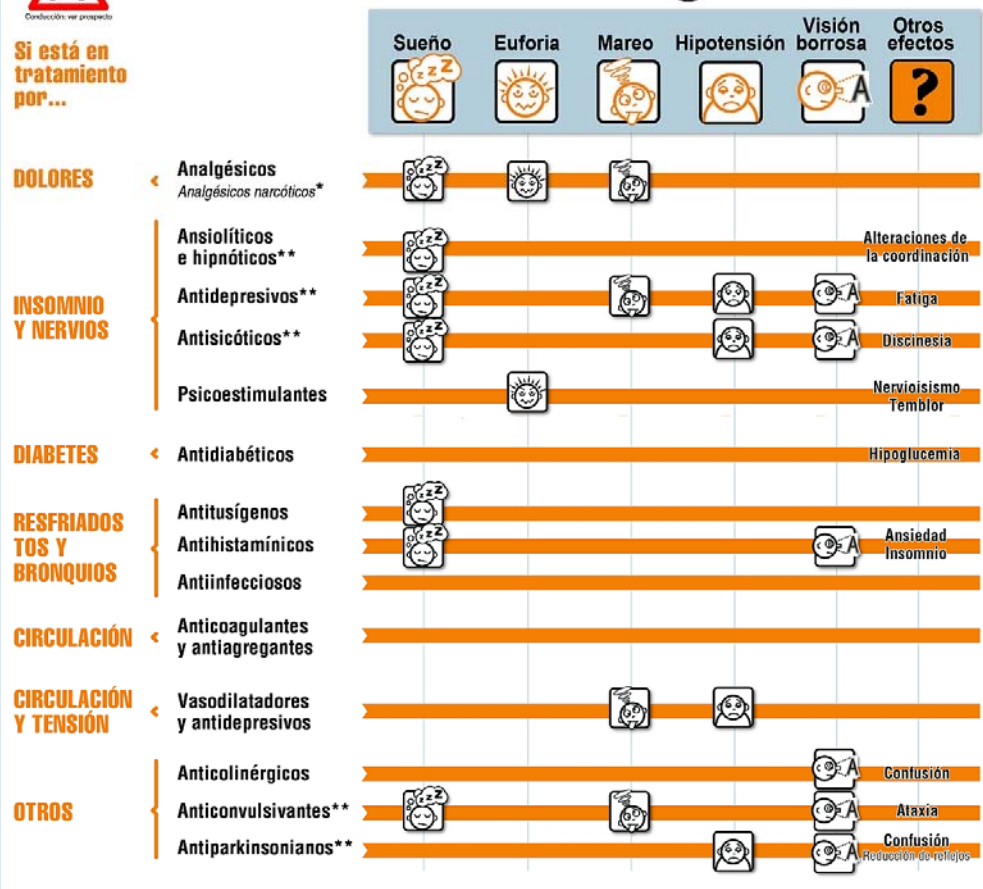 Conducción: ver prospecto
Si está en
tratamiento
por...
Sueño
Euforia
Mareo
Hipotensión
Visión
borrosa
Otros
efectos
zzZ
A
?
DOLORES
Analgésicos
Analgésicos narcóticos*
INSOMNIO
Y NERVIOS
Ansiolíticos
e hipnóticos**
Alteraciones de
la coordinación
Antidepresivos**
A
Fatiga
Antisicóticos**
A
Discinesia
Psicoestimulantes
Nervioisismo
Temblor
DIABETES
Antidiabéticos
Hipoglucemia
RESFRIADOS
TOS Y
BRONQUIOS
Antitusígenos
Antihistamínicos
A
Ansiedad
Insomnio
Antiinfecciosos
CIRCULACIÓN
Anticoagulantes
y antiagregantes
CIRCULACIÓN
Y TENSIÓN
Vasodilatadores
y antidepresivos
OTROS
Anticolinérgicos
A
Confusión
Anticonvulsivantes**
A
Ataxia
Antiparkinsonianos**
A
Confusión
Reducción de reflejos